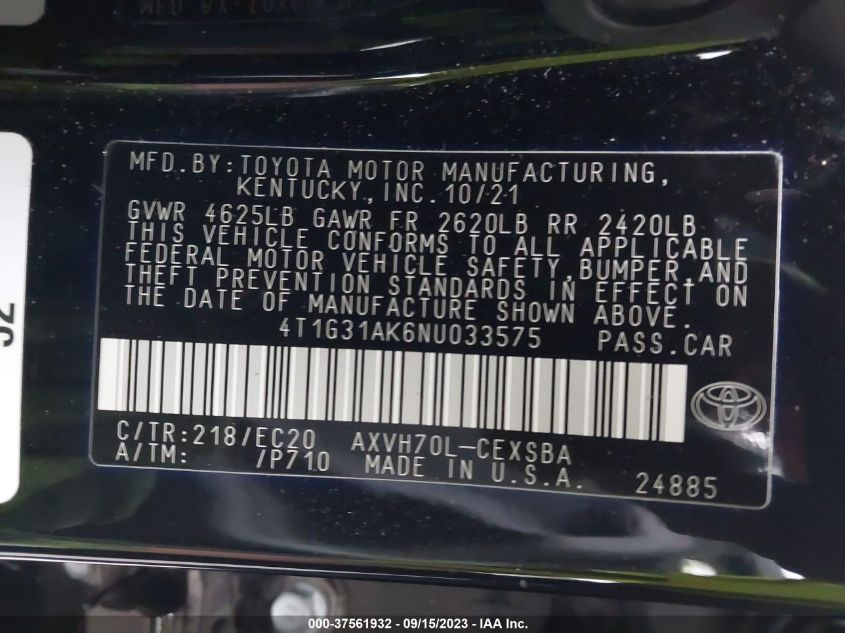 MFD.BY:TOYOTA MOTOR MANUFACTURING,
KENTUCKY,INC.10/21
GVWR 4625LB GAWR FR 2620LB RR 2420LB
THIS VEHICLE CONFORMS TO ALL APPLICABLE
FEDERAL MOTOR VEHICLE SAFETY,BUMPER,AND
THEFT PREVENTION STANDARDS IN EFFECT ON
THE DATE OF MANUFACTURE SHOWN ABOVE.
4T1G31AK6NU033575 PASS.CAR
C/TR:218/EC20 AXVH70L-CEXSBA
A/TM: /P710 MADE IN U.S.A. 24885
52
000-37561932 - 09/15/2023 - IAA Inc.